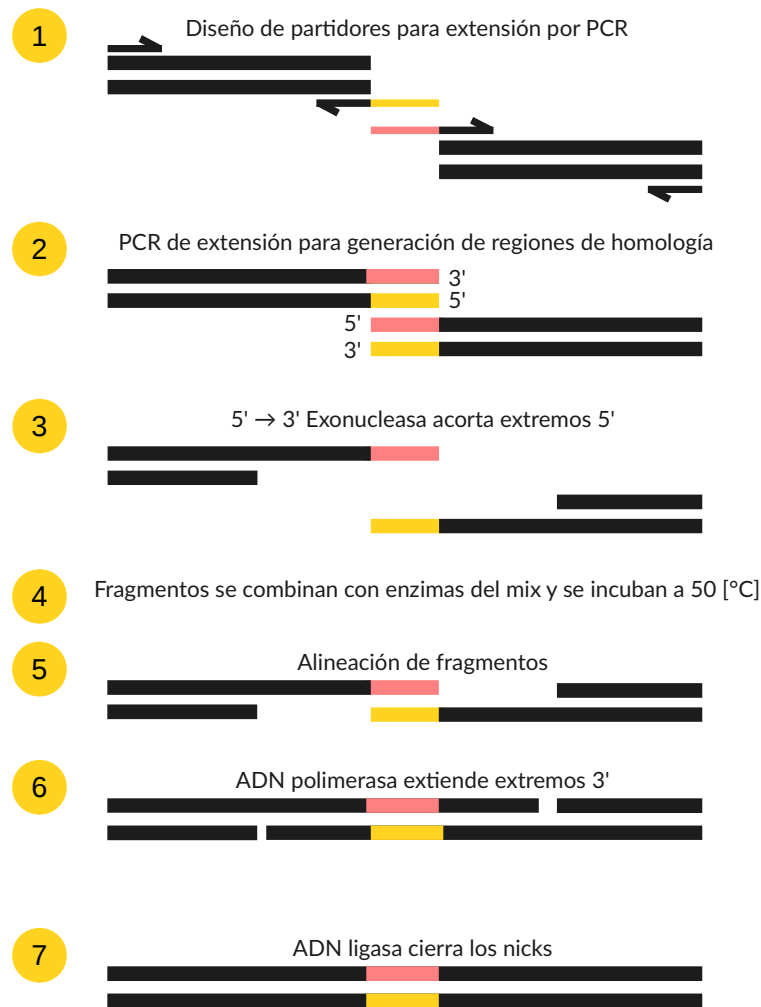 1
Diseño de partidores para extensión por PCR
2
PCR de extensión para generación de regiones de homología
3'
5'
5'
3'
3
5' → 3' Exonucleasa acorta extremos 5'
4
Fragmentos se combinan con enzimas del mix y se incuban a 50 [°C]
5
Alineación de fragmentos
6
ADN polimerasa extiende extremos 3'
7
ADN ligasa cierra los nicks